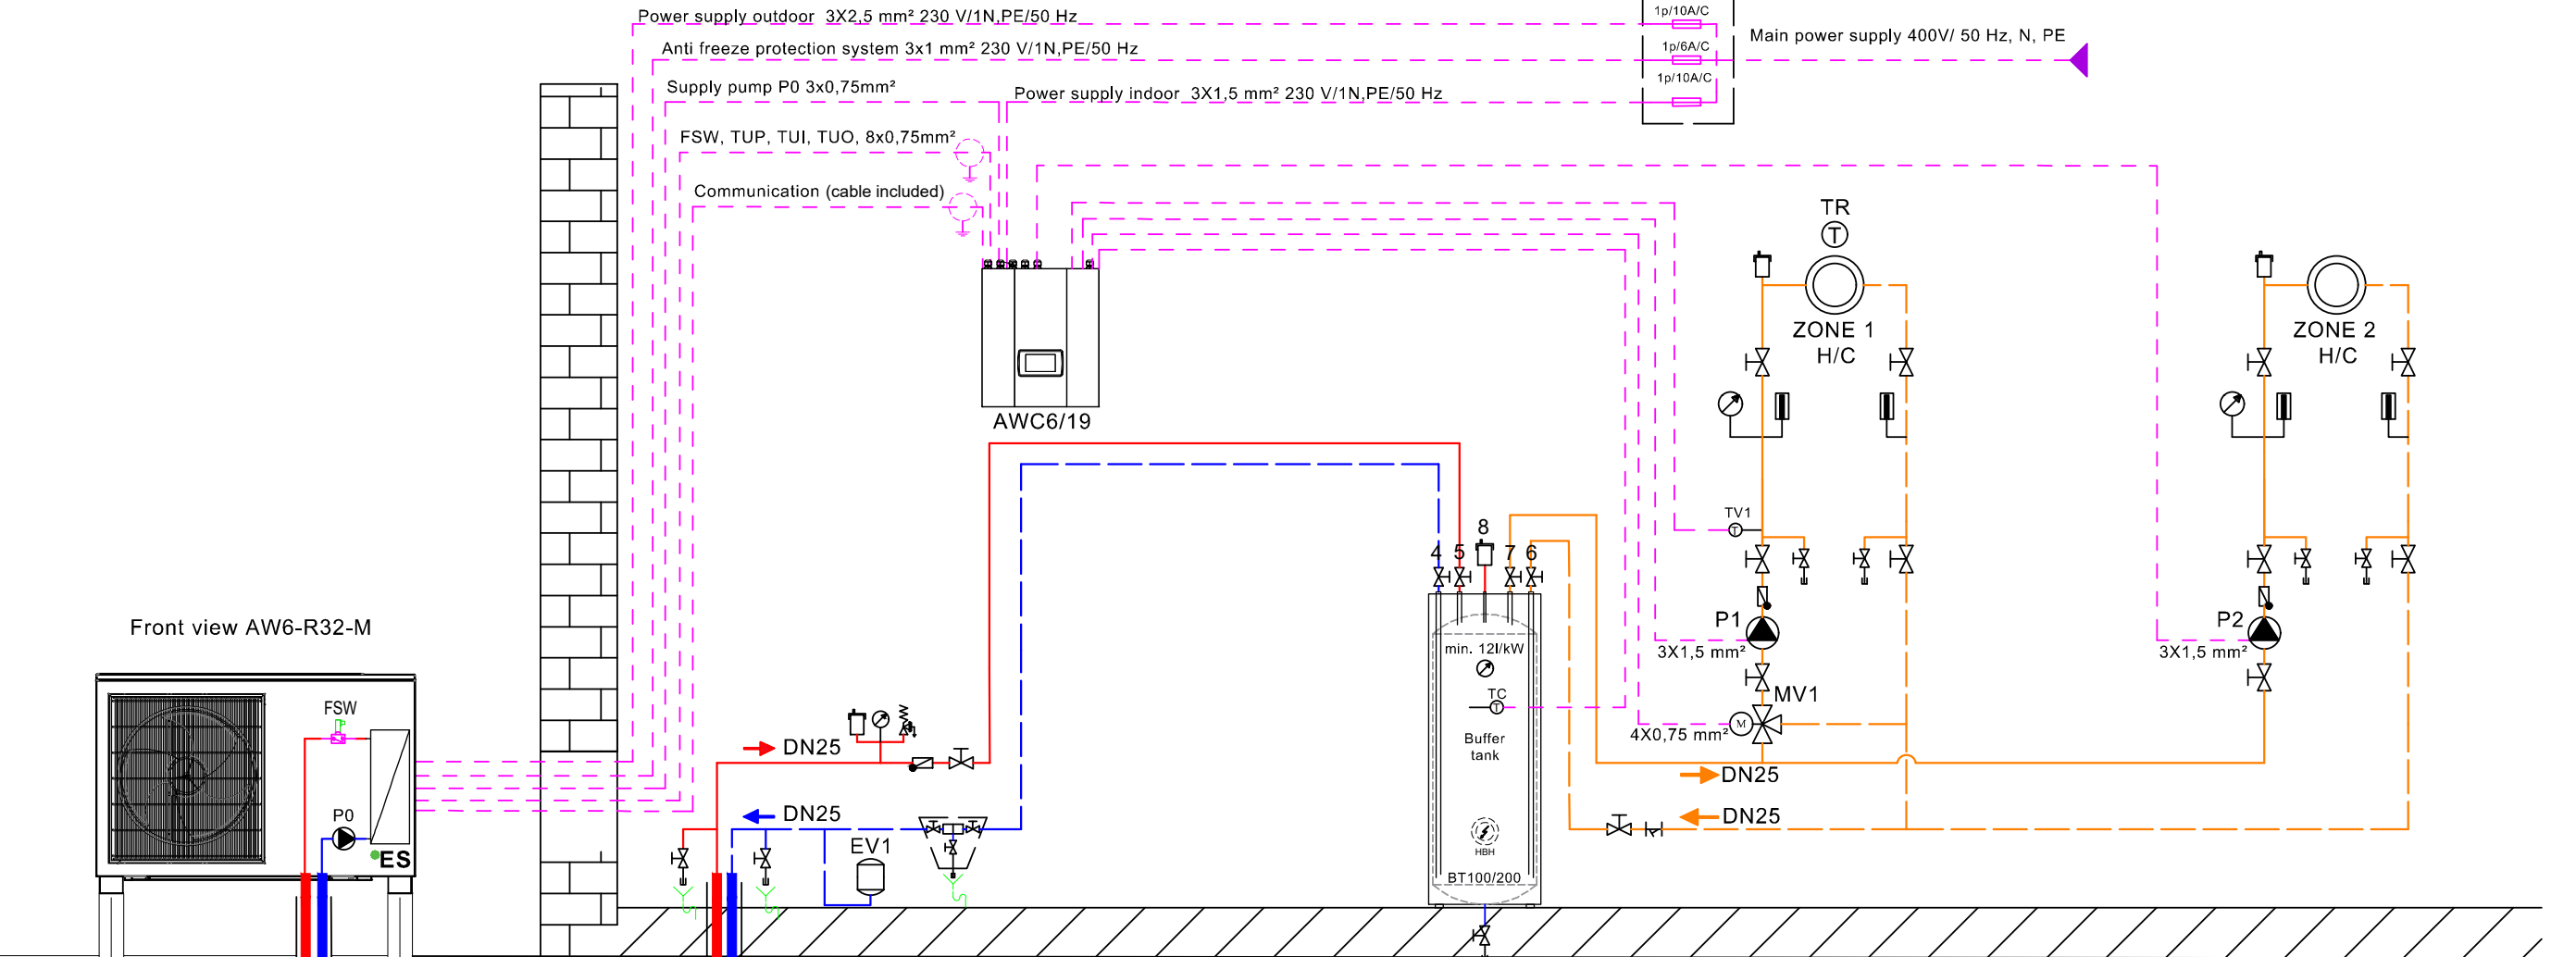 Power supply outdoor 3X2,5 mm² 230 V/1N,PE/50 Hz
1p/10A/C
Anti freeze protection system 3x1 mm² 230 V/1N,PE/50 Hz
1p/6A/C
Main power supply 400V/ 50 Hz, N, PE
Supply pump P0 3x0,75mm²
Power supply indoor 3X1,5 mm² 230 V/1N,PE/50 Hz
1p/10A/C
FSW, TUP, TUI, TUO, 8x0,75mm²
Communication (cable included)
TR
T
ZONE 1
H/C
ZONE 2
H/C
AWC6/19
TV1
T
8
4 5 7 6
Front view AW6-R32-M
P1
3X1,5 mm²
P2
3X1,5 mm²
min. 12l/kW
TC
T
MV1
M
4X0,75 mm²
FSW
Buffer
tank
DN25
DN25
P0
ES
DN25
DN25
EV1
HBH
BT100/200